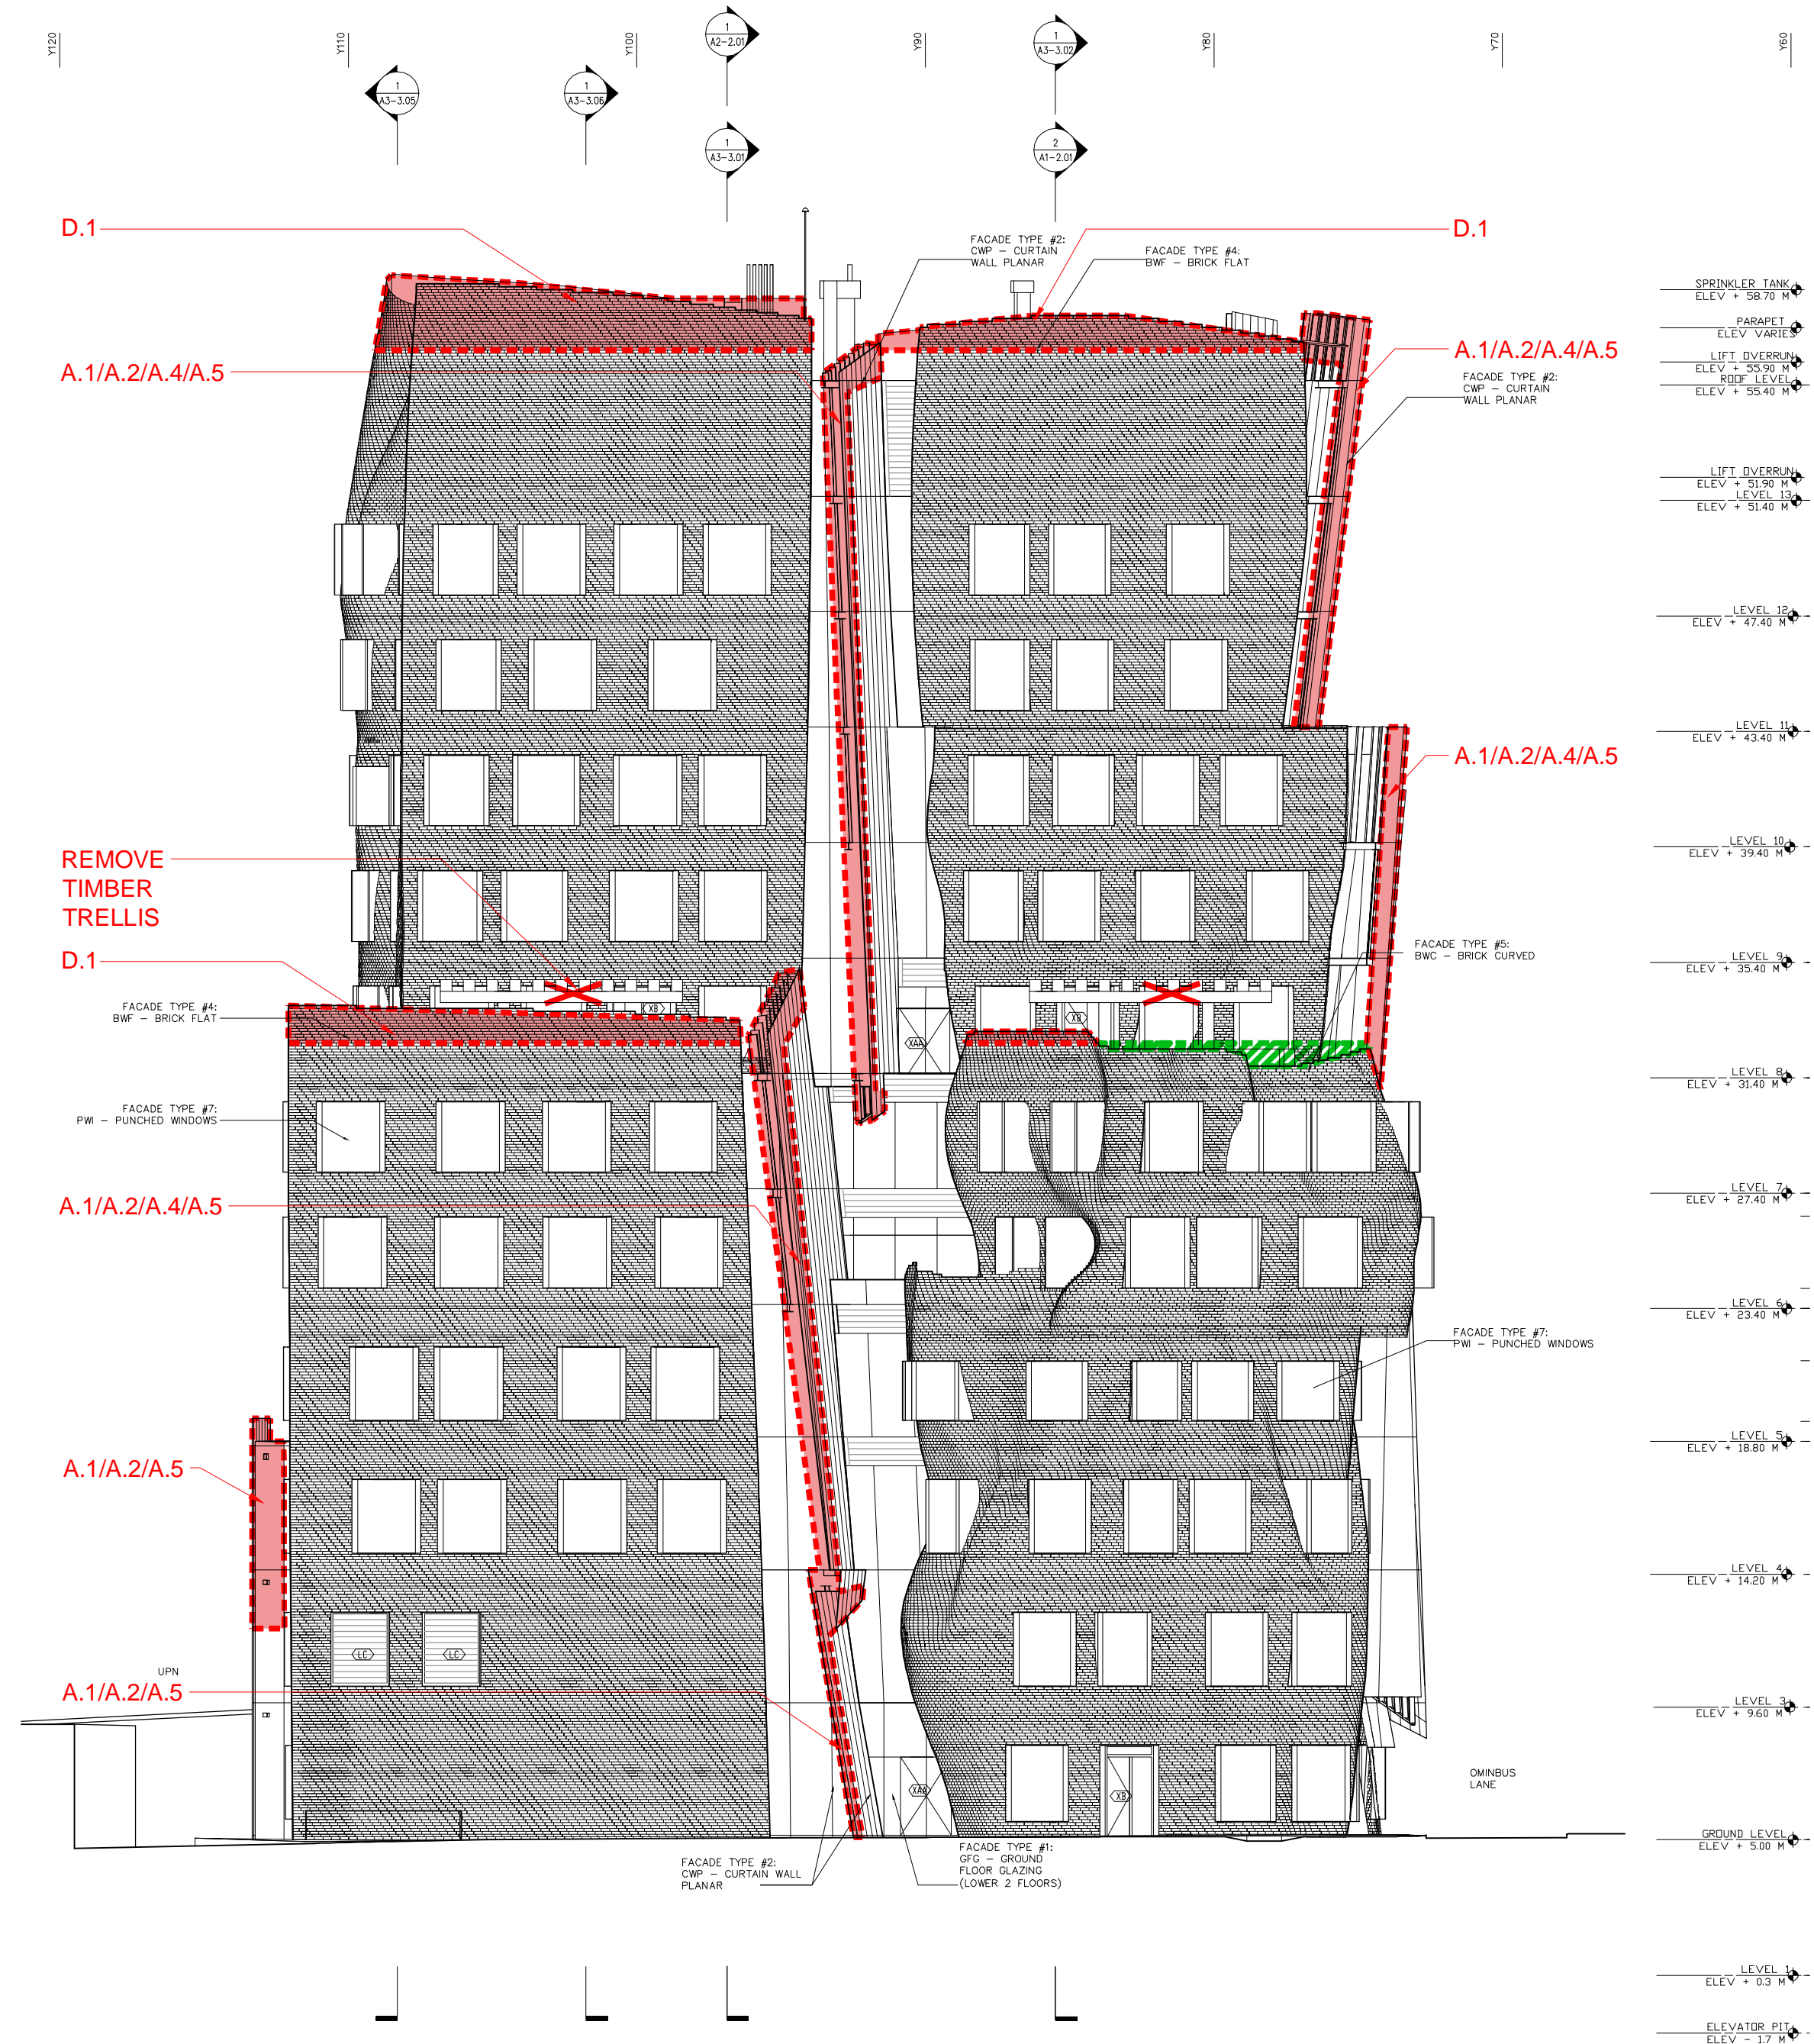 Y120
Y110
Y100
Y90
Y80
Y70
Y60
1
A2-2.01
1
A3-3.02
1
A3-3.05
1
A3-3.06
1
A3-3.01
2
A1-2.01
D.1
D.1
FACADE TYPE #2:
CWP - CURTAIN
WALL PLANAR
FACADE TYPE #4:
BWF - BRICK FLAT
SPRINKLER TANK
ELEV + 58.70 M
PARAPET
ELEV VARIES
A.1/A.2/A.4/A.5
A.1/A.2/A.4/A.5
LIFT OVERRUN
ELEV + 55.90 M
ROOF LEVEL
ELEV + 55.40 M
FACADE TYPE #2:
CWP - CURTAIN
WALL PLANAR
LIFT OVERRUN
ELEV + 51.90 M
LEVEL 13
ELEV + 51.40 M
LEVEL 12
ELEV + 47.40 M
LEVEL 11
ELEV + 43.40 M
A.1/A.2/A.4/A.5
LEVEL 10
ELEV + 39.40 M
REMOVE
TIMBER
TRELLIS
FACADE TYPE #5:
BWC - BRICK CURVED
D.1
LEVEL 9
ELEV + 35.40 M
FACADE TYPE #4:
BWF - BRICK FLAT
XB
XB
XAA
LEVEL 8
ELEV + 31.40 M
FACADE TYPE #7:
PWI - PUNCHED WINDOWS
LEVEL 7
ELEV + 27.40 M
A.1/A.2/A.4/A.5
LEVEL 6
ELEV + 23.40 M
FACADE TYPE #7:
PWI - PUNCHED WINDOWS
LEVEL 5
ELEV + 18.80 M
A.1/A.2/A.5
LEVEL 4
ELEV + 14.20 M
LC
LC
UPN
A.1/A.2/A.5
LEVEL 3
ELEV + 9.60 M
OMINBUS
LANE
XAA
XB
GROUND LEVEL
ELEV + 5.00 M
FACADE TYPE #2:
CWP - CURTAIN WALL
PLANAR
FACADE TYPE #1:
GFG - GROUND
FLOOR GLAZING
(LOWER 2 FLOORS)
LEVEL 1
ELEV + 0.3 M
ELEVATOR PIT
ELEV - 1.7 M